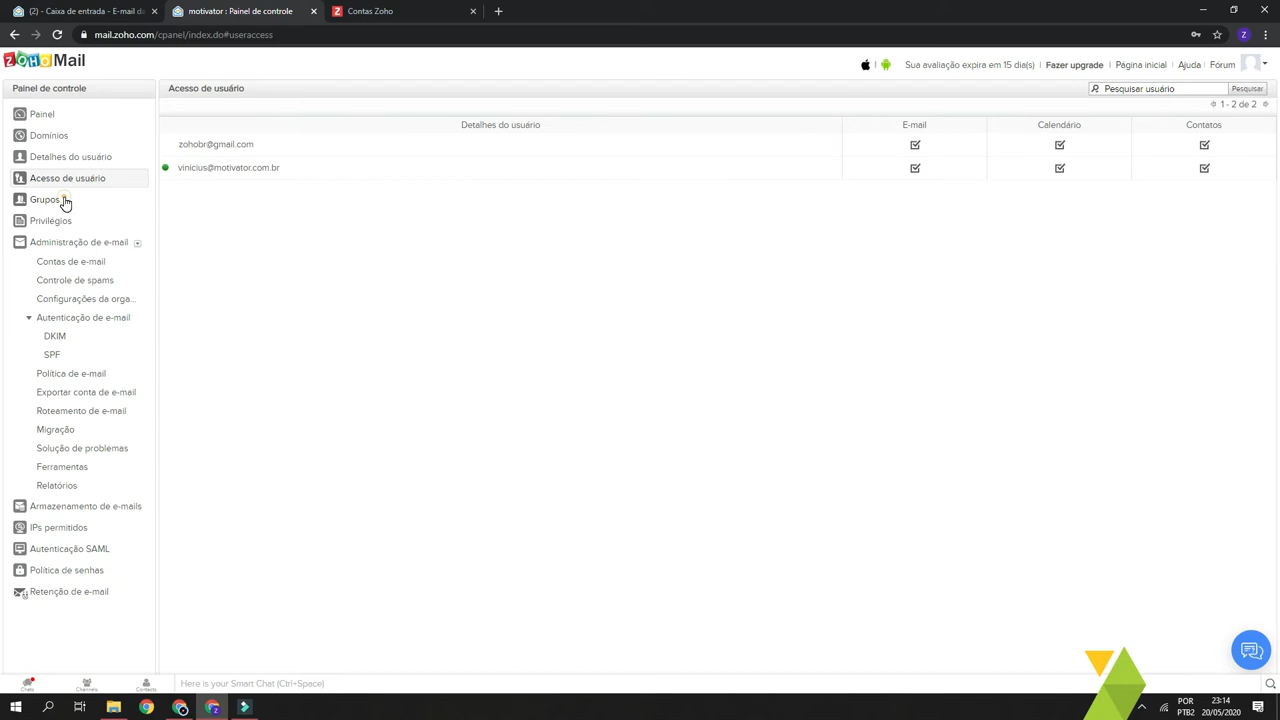 (2) - Caixa de entrada - E-mail da
motivator : Painel de controle
Contas Zoho
mail.zoho.com/cpanel/index.do#useraccess
ZOHO Mail
Sua avaliação expira em 15 dia(s)
Fazer upgrade
Página inicial
Ajuda
Fórum
Painel de controle
Acesso de usuário
Pesquisar usuário
Pesquisar
1 - 2 de 2
Painel
Domínios
Detalhes do usuário
Acesso de usuário
Grupos
Privilégios
Administração de e-mail
Contas de e-mail
Controle de spams
Configurações da orga...
Autenticação de e-mail
DKIM
SPF
Política de e-mail
Exportar conta de e-mail
Roteamento de e-mail
Migração
Solução de problemas
Ferramentas
Relatórios
Armazenamento de e-mails
IPs permitidos
Autenticação SAML
Política de senhas
Retenção de e-mail
Detalhes do usuário
E-mail
Calendário
Contatos
zohobr@gmail.com
vinicius@motivator.com.br
Chats
Channels
Contacts
Here is your Smart Chat (Ctrl+Space)
POR
PTB2
23:14
20/05/2020